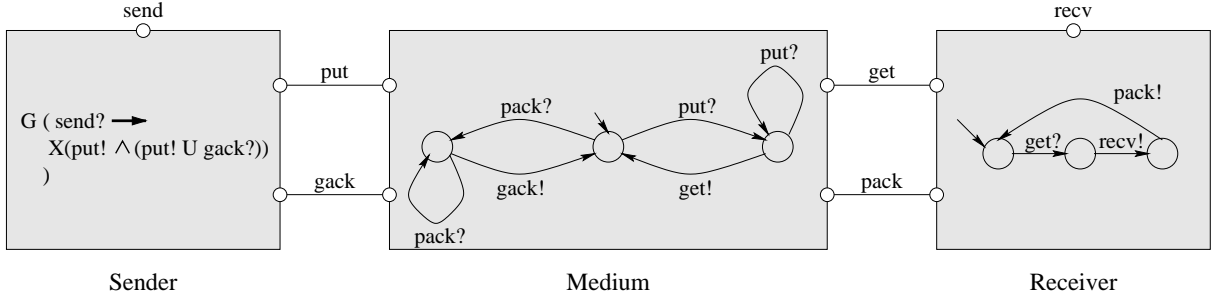 send
recv
put
get
gack
pack
G ( send? →
X(put! ∧ (put! U gack?))
)
pack?
gack!
pack?
put?
get!
put?
get?
recv!
pack!
Sender
Medium
Receiver